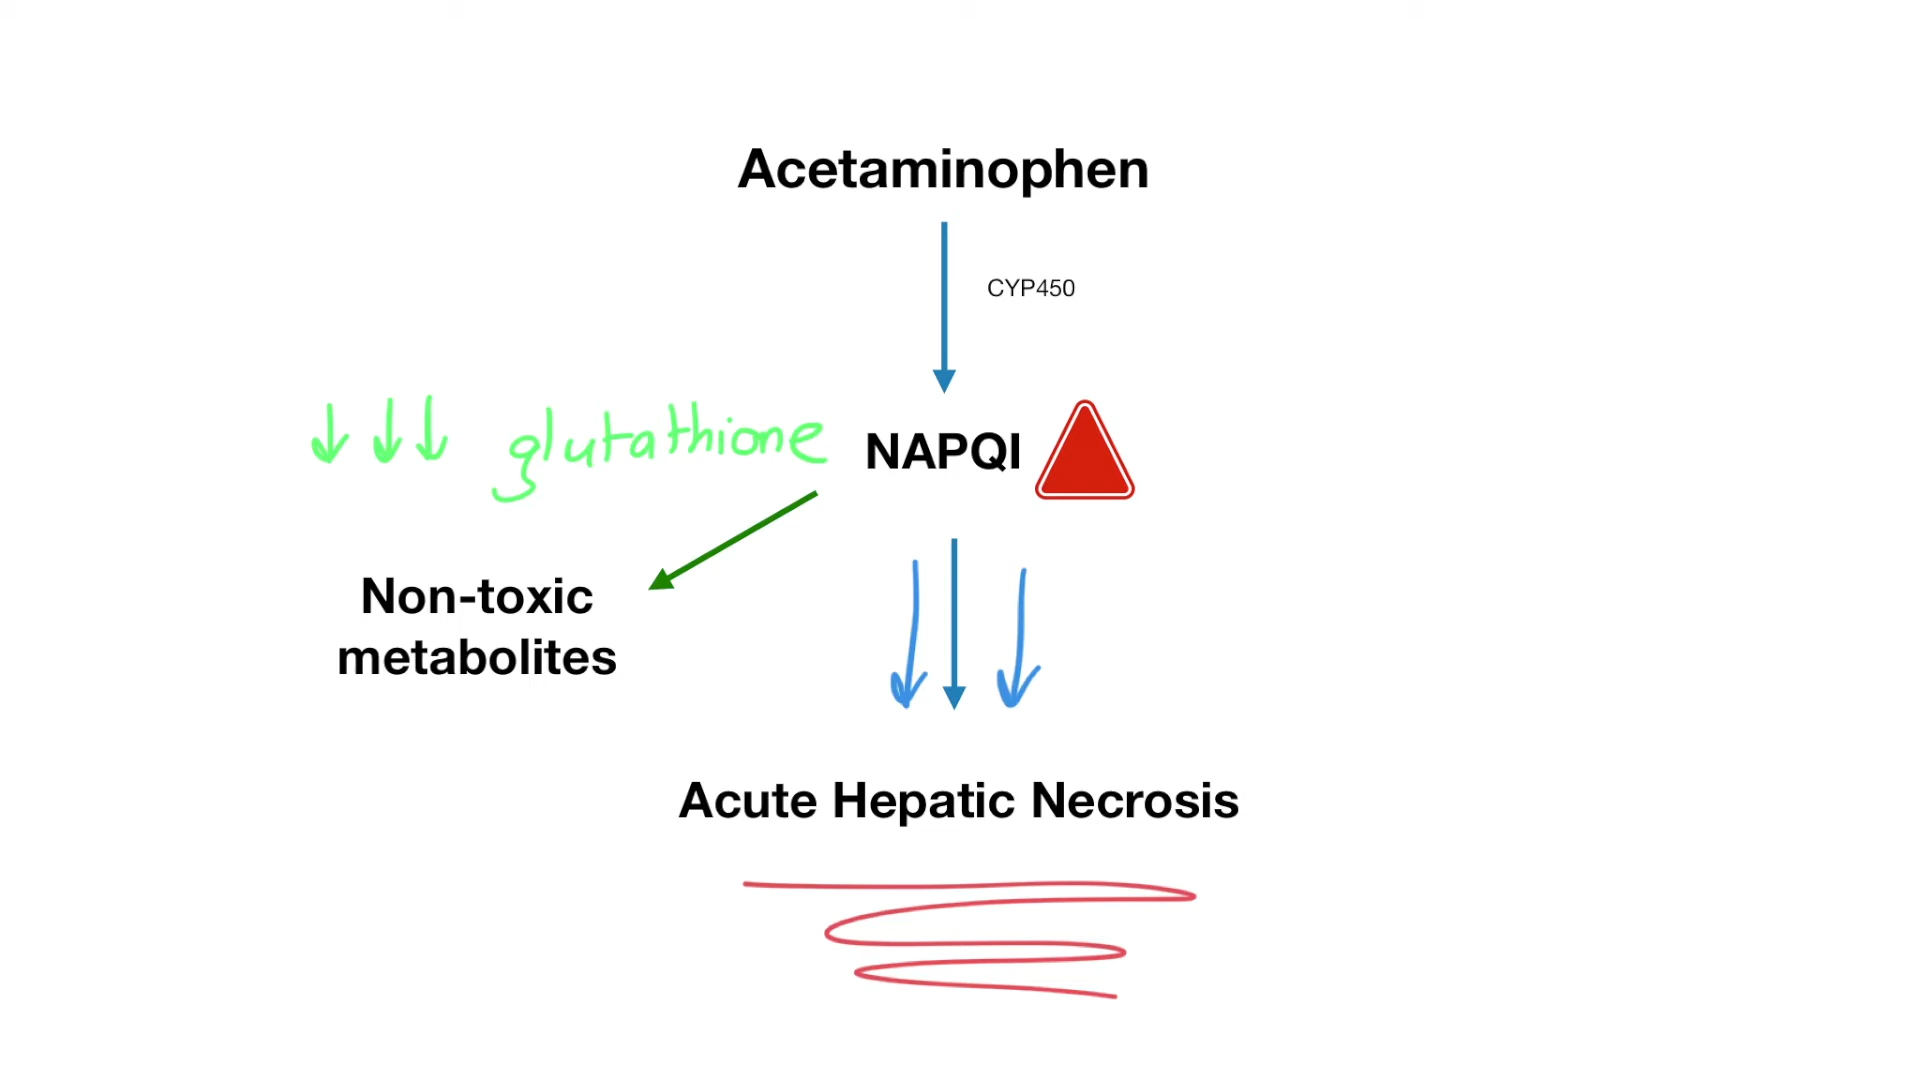 Acetaminophen
CYP450
↓↓↓ glutathione
NAPQI
Non-toxic
metabolites
Acute Hepatic Necrosis